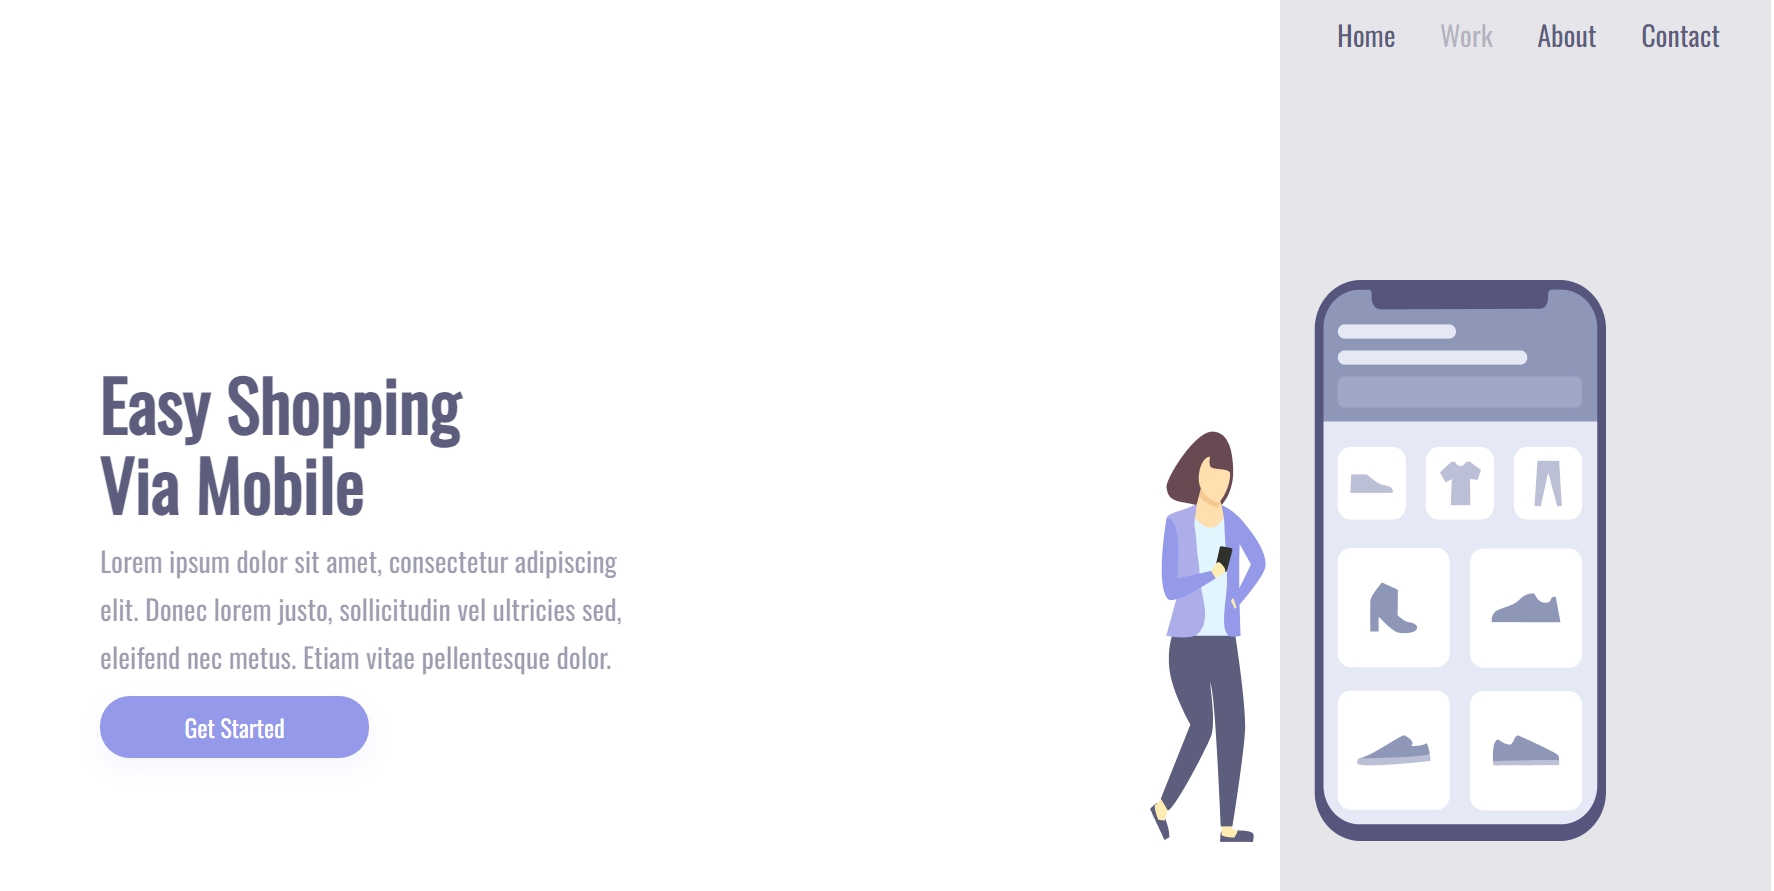 Home Work About Contact
Easy Shopping
Via Mobile
Lorem ipsum dolor sit amet, consectetur adipiscing
elit. Donec lorem justo, sollicitudin vel ultricies sed,
eleifend nec metus. Etiam vitae pellentesque dolor.
Get Started